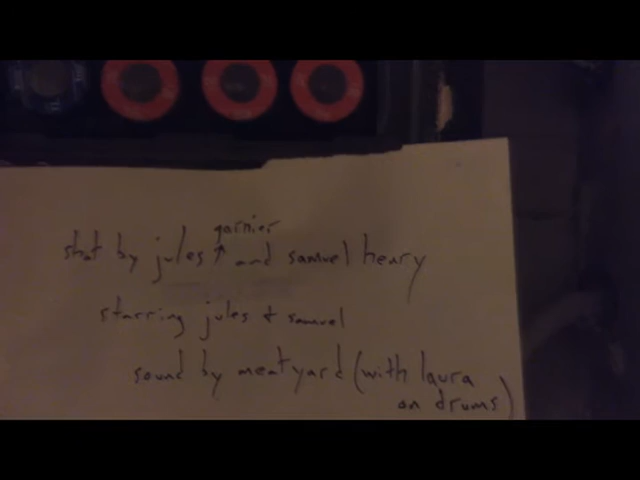 garnier
shot by jules ↑ and samuel henry
starring jules & samuel
sound by meatyard (with laura
on drums)